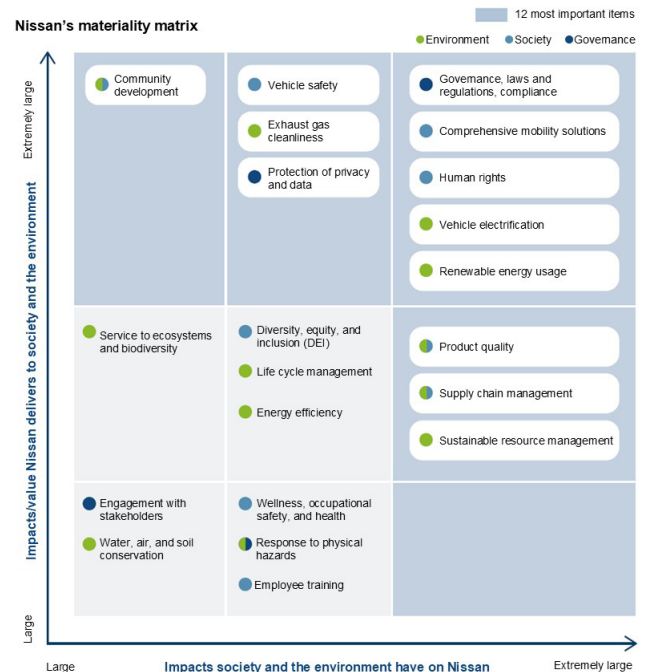 12 most important items
Nissan's materiality matrix
Environment
Society
Governance
Extremely large
Impacts/value Nissan delivers to society and the environment
Large
Community
development
Vehicle safety
Exhaust gas
cleanliness
Protection of privacy
and data
Governance, laws and
regulations, compliance
Comprehensive mobility solutions
Human rights
Vehicle electrification
Renewable energy usage
Service to ecosystems
and biodiversity
Diversity, equity, and
inclusion (DEI)
Life cycle management
Energy efficiency
Product quality
Supply chain management
Sustainable resource management
Engagement with
stakeholders
Water, air, and soil
conservation
Wellness, occupational
safety, and health
Response to physical
hazards
Employee training
Large
Impacts society and the environment have on Nissan
Extremely large